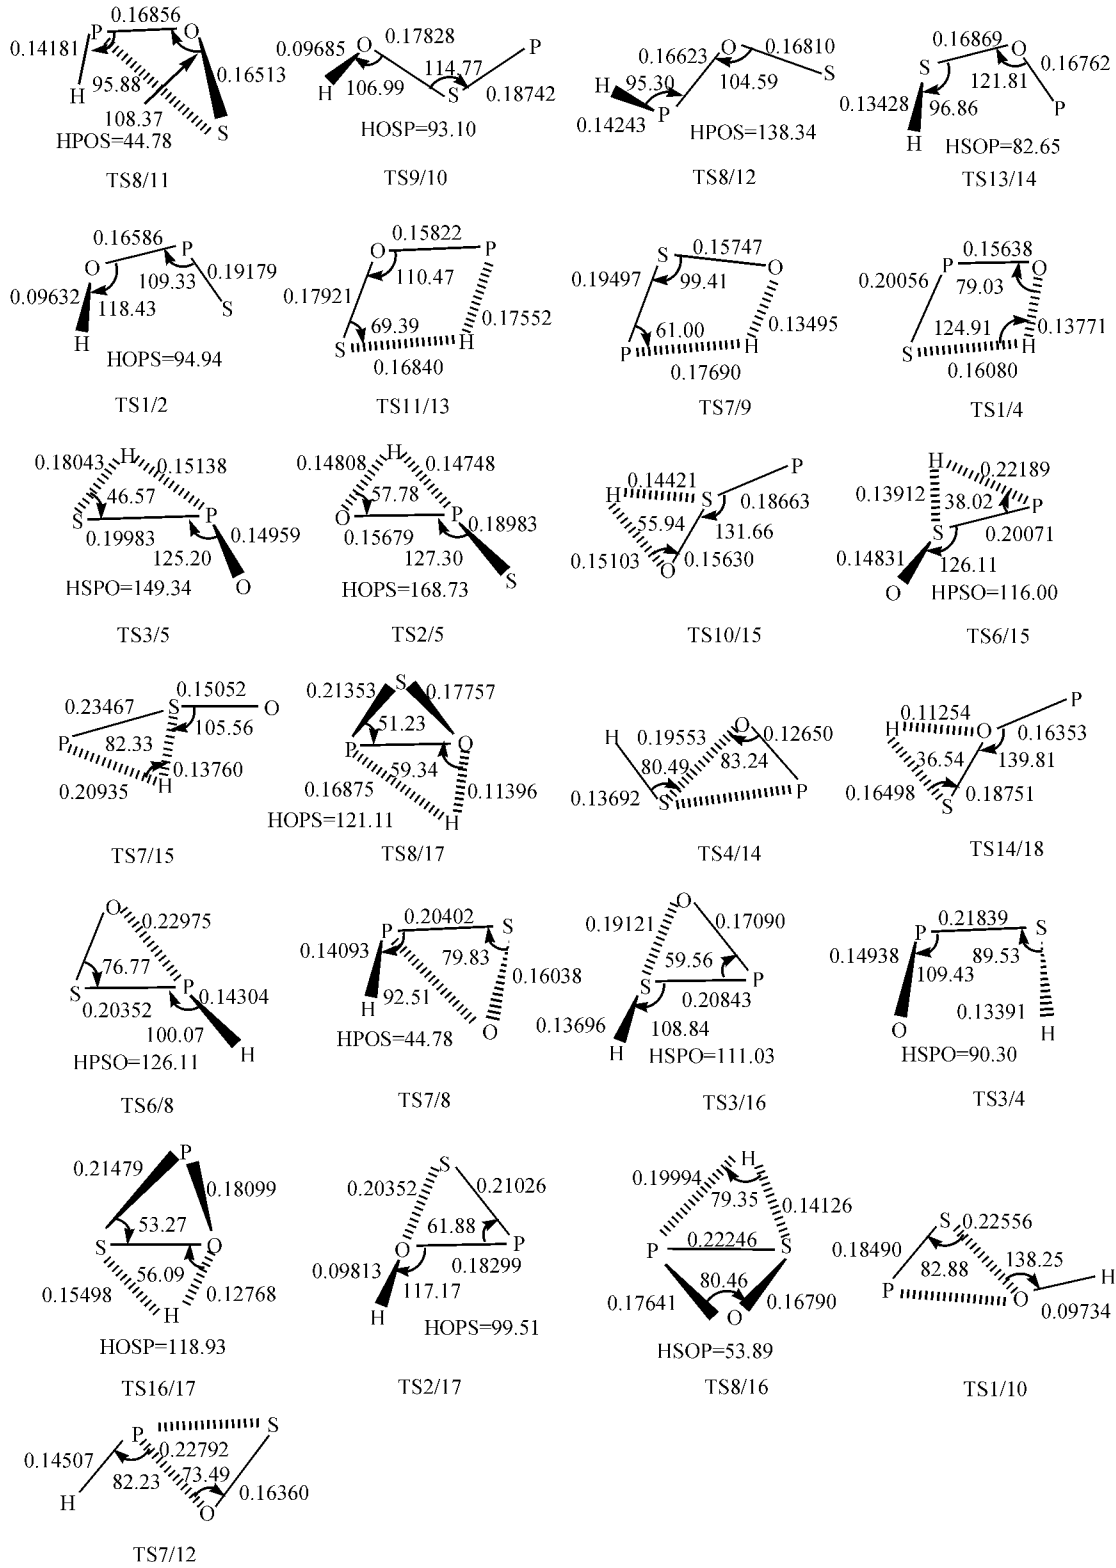 0.16856
P
O
0.14181
95.88
0.16513
H
108.37
S
HPOS=44.78
TS8/11
0.09685
O
0.17828
P
H
106.99
114.77
S
0.18742
HOSP=93.10
TS9/10
0.16623
O
0.16810
H
95.30
104.59
S
0.14243
P
HPOS=138.34
TS8/12
0.16869
O
0.16762
S
121.81
0.13428
96.86
P
H
HSOP=82.65
TS13/14
0.16586
P
O
109.33
0.19179
0.09632
118.43
S
H
HOPS=94.94
TS1/2
0.15822
O
P
110.47
0.17921
0.17552
69.39
S
H
0.16840
TS11/13
0.15747
S
O
0.19497
99.41
61.00
0.13495
P
H
0.17690
TS7/9
0.15638
P
O
0.20056
79.03
124.91
0.13771
S
H
0.16080
TS1/4
0.18043
H
0.15138
46.57
S
P
0.19983
0.14959
125.20
HSPO=149.34
O
TS3/5
0.14808
H
0.14748
57.78
O
P
0.18983
0.15679
127.30
HOPS=168.73
S
TS2/5
0.14421
P
H
S
0.18663
55.94
131.66
0.15103
0.15630
O
TS10/15
H
0.22189
0.13912
38.02
P
S
0.20071
0.14831
126.11
O
HPSO=116.00
TS6/15
0.15052
0.23467
S
O
P
82.33
105.56
0.13760
0.20935
H
TS7/15
0.21353
S
0.17757
51.23
P
O
59.34
0.16875
0.11396
HOPS=121.11
H
TS8/17
O
H
0.19553
0.12650
80.49
83.24
0.13692
S
P
TS4/14
P
0.11254
H
O
0.16353
36.54
139.81
0.16498
0.18751
S
TS14/18
O
0.22975
76.77
S
P
0.14304
0.20352
100.07
H
HPSO=126.11
TS6/8
0.20402
S
P
0.14093
79.83
0.16038
H
92.51
O
HPOS=44.78
TS7/8
O
0.19121
0.17090
59.56
S
P
0.20843
0.13696
108.84
H
HSPO=111.03
TS3/16
0.21839
P
S
0.14938
89.53
109.43
0.13391
O
H
HSPO=90.30
TS3/4
P
0.21479
0.18099
53.27
S
O
56.09
0.15498
0.12768
H
HOSP=118.93
TS16/17
S
0.20352
0.21026
61.88
O
P
0.09813
0.18299
117.17
H
HOPS=99.51
TS2/17
H
0.19994
79.35
0.14126
P
0.22246
S
80.46
0.17641
0.16790
O
HSOP=53.89
TS8/16
S
0.22556
0.18490
138.25
H
82.88
P
O
0.09734
TS1/10
P
S
0.22792
0.14507
82.23
73.49
0.16360
H
O
TS7/12